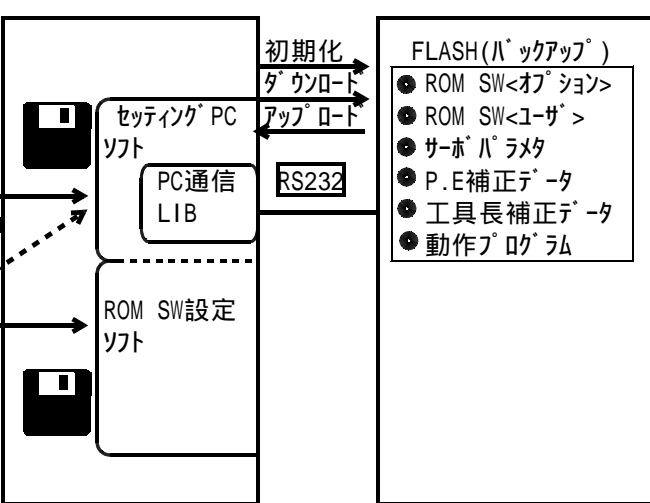 初期化
ﾀﾞｳﾝﾛｰﾄﾞ
ｱｯﾌﾟﾛｰﾄﾞ
RS232
ｾｯﾃｨﾝｸﾞPC
ｿﾌﾄ
PC通信
LIB
ROM SW設定
ｿﾌﾄ
FLASH(ﾊﾞｯｸｱｯﾌﾟ)
ROM SW<ｵﾌﾟｼｮﾝ>
ROM SW<ﾕｰｻﾞ>
ｻｰﾎﾞﾊﾟﾗﾒﾀ
P.E補正ﾃﾞｰﾀ
工具長補正ﾃﾞｰﾀ
動作ﾌﾟﾛｸﾞﾗﾑ